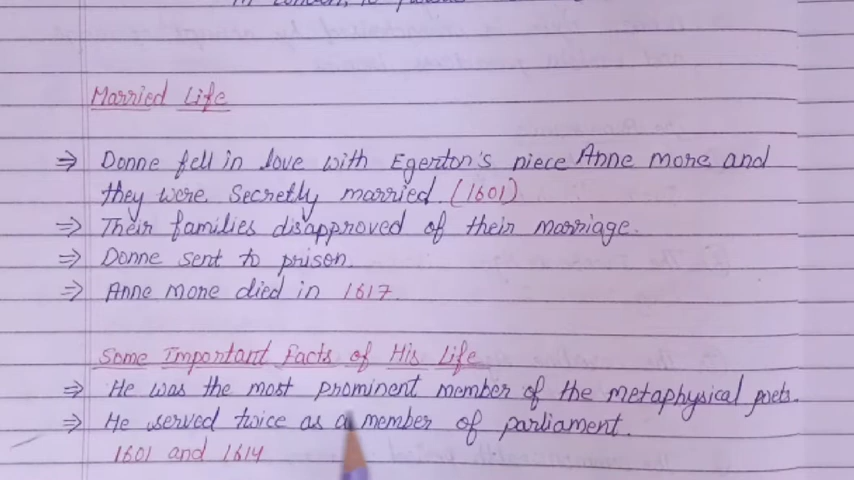 Married Life
⇒ Donne fell in love with Egerton's niece Anne more and
they were. Secretly married. (1601)
⇒ Their families disapproved of their marriage.
⇒ Donne sent to prison.
⇒ Anne more died in 1617.
Some Important facts of His Life
⇒ He was the most prominent member of the metaphysical poets.
⇒ He served twice as a member of parliament.
1601 and 1614